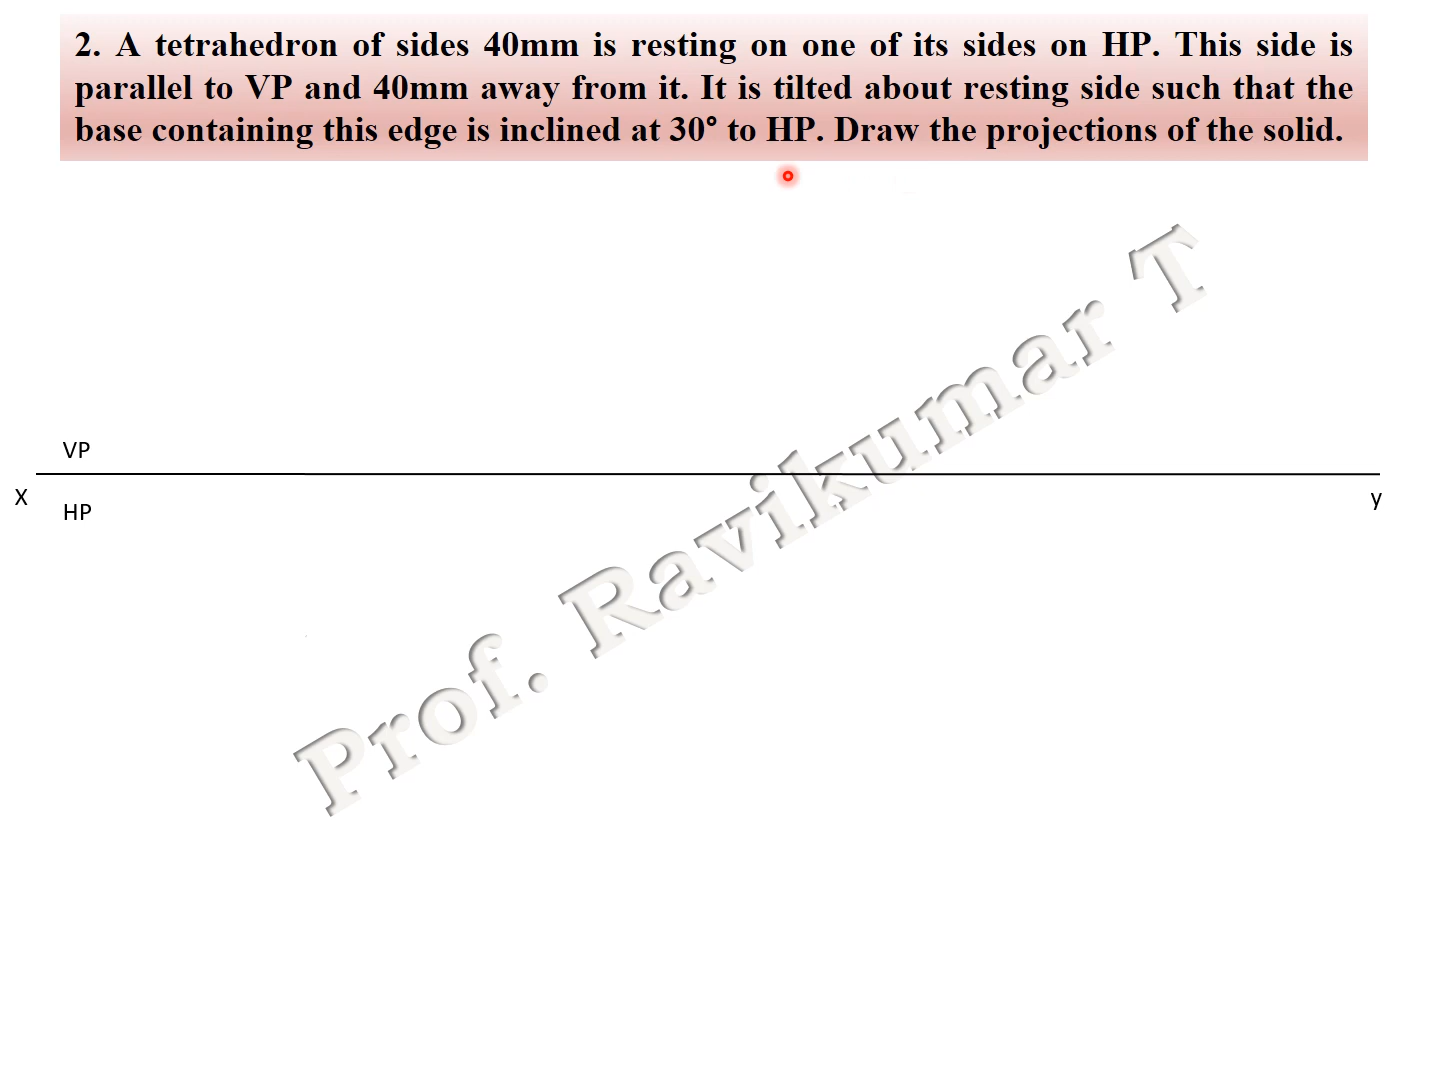 2. A tetrahedron of sides 40mm is resting on one of its sides on HP. This side is
parallel to VP and 40mm away from it. It is tilted about resting side such that the
base containing this edge is inclined at 30° to HP. Draw the projections of the solid.
Prof. Ravikumar T
VP
X
y
HP